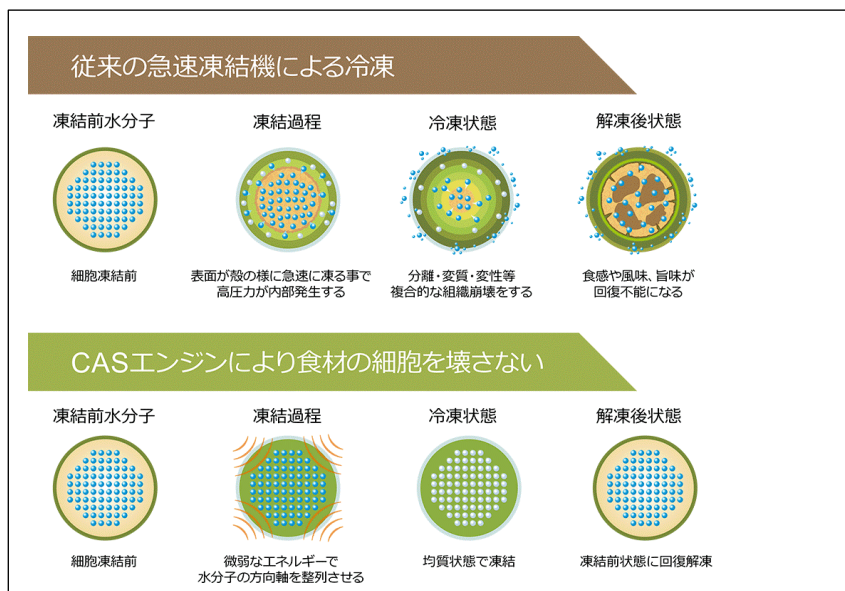 従来の急速凍結機による冷凍
凍結前水分子
凍結過程
冷凍状態
解凍後状態
細胞凍結前
表面が殻の様に急速に凍る事で
高圧力が内部発生する
分離・変質・変性等
複合的な組織崩壊をする
食感や風味、旨味が
回復不能になる
CASエンジンにより食材の細胞を壊さない
凍結前水分子
凍結過程
冷凍状態
解凍後状態
細胞凍結前
微弱なエネルギーで
水分子の方向軸を整列させる
均質状態で凍結
凍結前状態に回復解凍